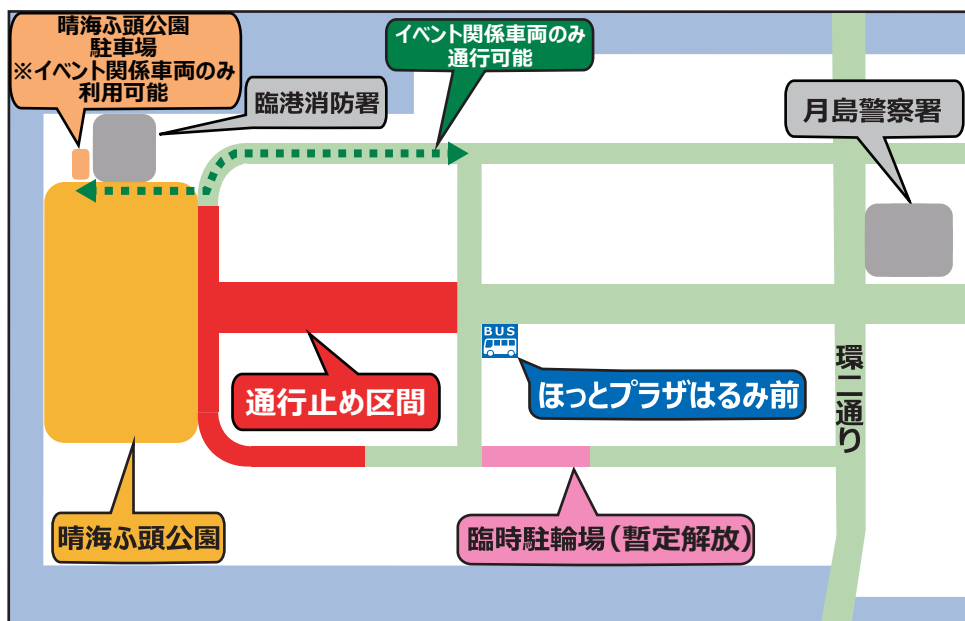 晴海ふ頭公園
駐車場
※イベント関係車両のみ
利用可能
イベント関係車両のみ
通行可能
臨港消防署
月島警察署
BUS
ほっとプラザはるみ前
環二通り
通行止め区間
晴海ふ頭公園
臨時駐輪場（暫定解放）